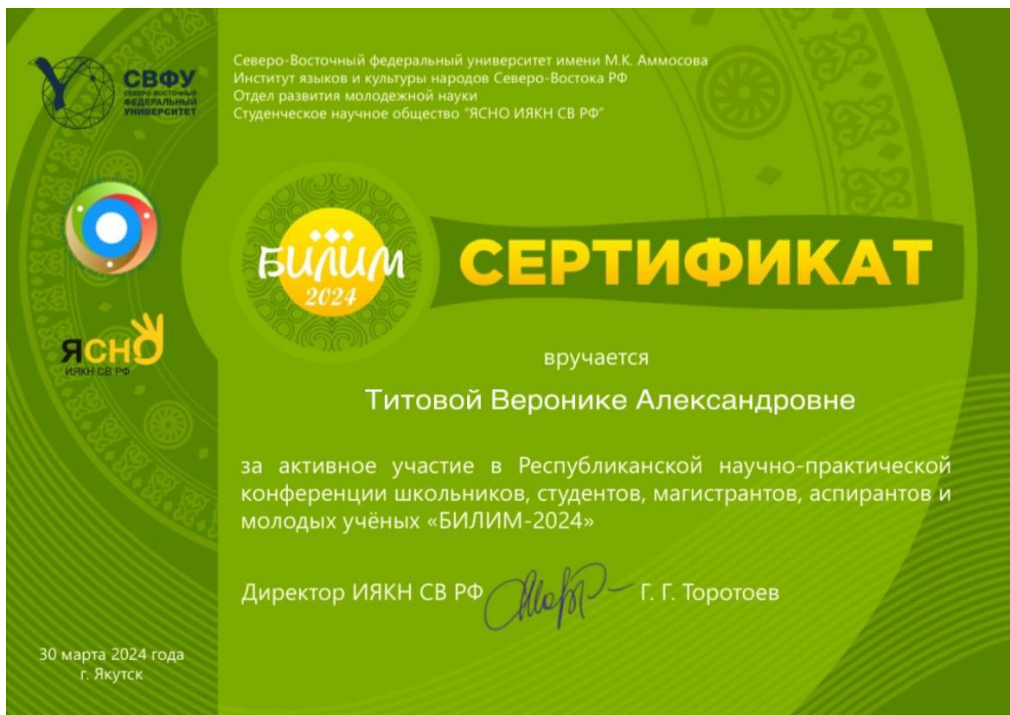 СВФУ
СЕВЕРО-ВОСТОЧНЫЙ
ФЕДЕРАЛЬНЫЙ
УНИВЕРСИТЕТ
Северо-Восточный федеральный университет имени М.К. Аммосова
Институт языков и культуры народов Северо-Востока РФ
Отдел развития молодежной науки
Студенческое научное общество "ЯСНО ИЯКН СВ РФ"
БИЛИМ
2024
СЕРТИФИКАТ
ЯСНО
ИЯКН СВ РФ
вручается
Титовой Веронике Александровне
за активное участие в Республиканской научно-практической
конференции школьников, студентов, магистрантов, аспирантов и
молодых учёных «БИЛИМ-2024»
Директор ИЯКН СВ РФ Г. Г. Торотоев
30 марта 2024 года
г. Якутск